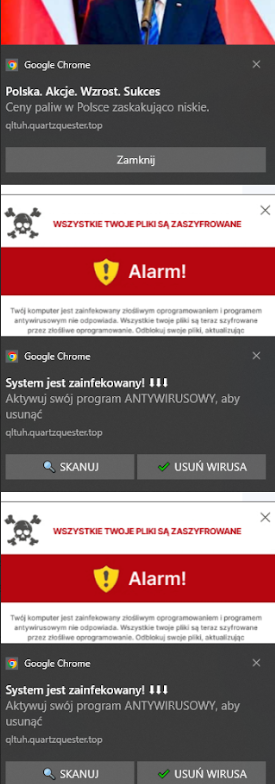 Google Chrome
Polska. Akcje. Wzrost. Sukces
Ceny paliw w Polsce zaskakująco niskie.
qltuh.quartzquester.top
Zamknij
WSZYSTKIE TWOJE PLIKI SĄ ZASZYFROWANE
Alarm!
Twój komputer jest zainfekowany złośliwym oprogramowaniem i programem
antywirusowym nie odpowiada. Wszystkie twoje pliki są teraz szyfrowane
przez złośliwe oprogramowanie. Odblokuj swoje pliki, aktualizując
Google Chrome
System jest zainfekowany! ⬇⬇⬇
Aktywuj swój program ANTYWIRUSOWY, aby
usunąć
qltuh.quartzquester.top
🔍 SKANUJ ✔ USUŃ WIRUSA
WSZYSTKIE TWOJE PLIKI SĄ ZASZYFROWANE
Alarm!
Twój komputer jest zainfekowany złośliwym oprogramowaniem i programem
antywirusowym nie odpowiada. Wszystkie twoje pliki są teraz szyfrowane
przez złośliwe oprogramowanie. Odblokuj swoje pliki, aktualizując
Google Chrome
System jest zainfekowany! ⬇⬇⬇
Aktywuj swój program ANTYWIRUSOWY, aby
usunąć
qltuh.quartzquester.top
🔍 SKANUJ ✔ USUŃ WIRUSA